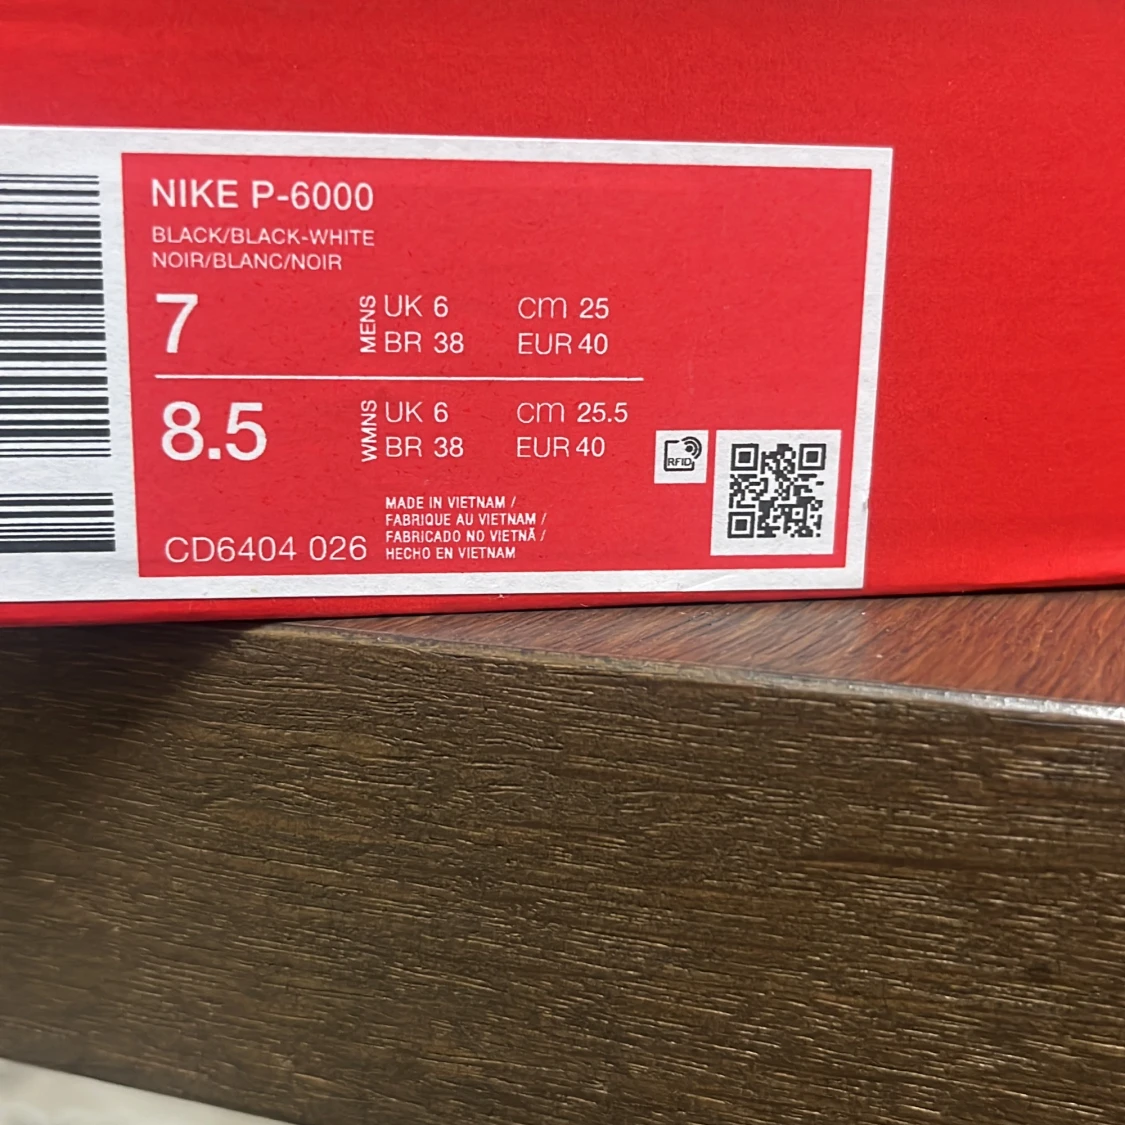 NIKE P-6000
BLACK/BLACK-WHITE
NOIR/BLANC/NOIR
7 MENS UK 6 cm 25
BR 38 EUR 40
8.5 WMNS UK 6 cm 25.5
BR 38 EUR 40
RFID
MADE IN VIETNAM /
FABRIQUE AU VIETNAM /
FABRICADO NO VIETNÃ /
HECHO EN VIETNAM
CD6404 026